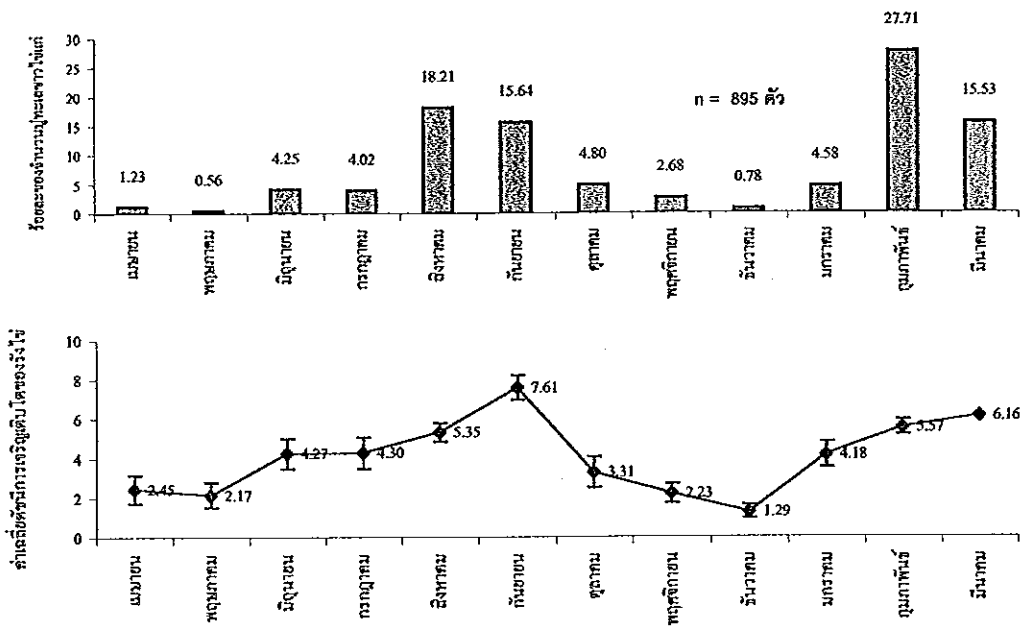 ร้อยละของจำนวนปูทะเลขาวไข่แก่
30
25
20
15
10
5
0
1.23
0.56
4.25
4.02
18.21
15.64
4.80
2.68
0.78
4.58
27.71
15.53
n = 895 ตัว
เมษายน
พฤษภาคม
มิถุนายน
กรกฎาคม
สิงหาคม
กันยายน
ตุลาคม
พฤศจิกายน
ธันวาคม
มกราคม
กุมภาพันธ์
มีนาคม
ค่าเฉลี่ยดัชนีการเจริญเติบโตของรังไข่
10
8
6
4
2
0
2.45
2.17
4.27
4.30
5.35
7.61
3.31
2.23
1.29
4.18
5.57
6.16
เมษายน
พฤษภาคม
มิถุนายน
กรกฎาคม
สิงหาคม
กันยายน
ตุลาคม
พฤศจิกายน
ธันวาคม
มกราคม
กุมภาพันธ์
มีนาคม